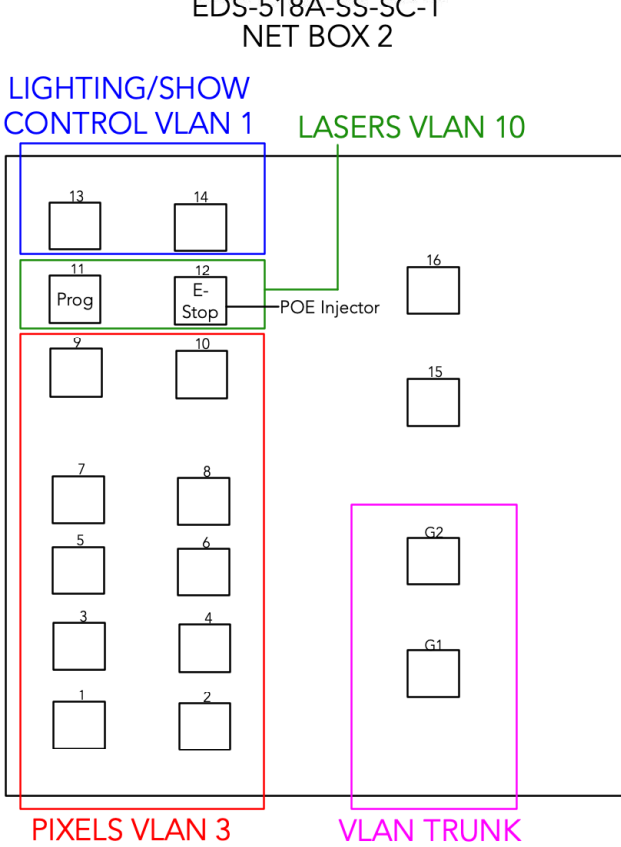 EDS-518A-SS-SC-T
NET BOX 2
LIGHTING/SHOW
CONTROL VLAN 1
LASERS VLAN 10
13
14
11
12
16
Prog
E-
Stop
POE Injector
9
10
15
7
8
5
6
G2
3
4
G1
1
2
PIXELS VLAN 3
VLAN TRUNK